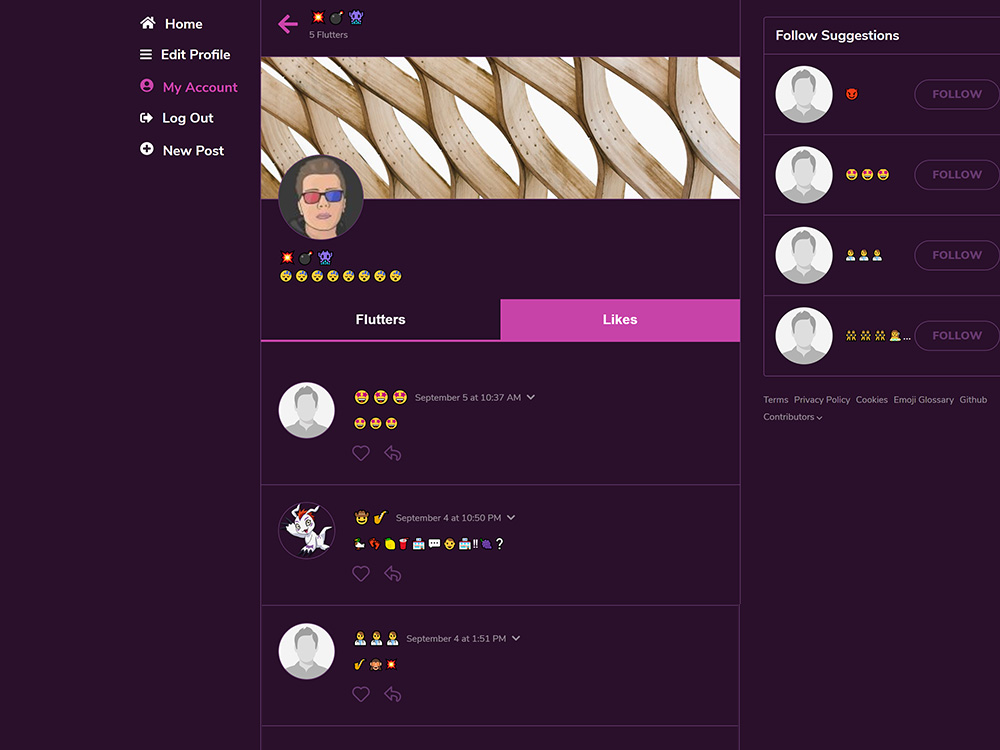 Home
Edit Profile
My Account
Log Out
New Post
💥 💣 👾
5 Flutters
💥 💣 👾
😴 😴 😴 😴 😴 😴 😴 😴
Flutters
Likes
🤩 🤩 🤩 September 5 at 10:37 AM
🤩 🤩 🤩
September 4 at 10:50 PM
September 4 at 1:51 PM
Follow Suggestions
FOLLOW
🤩 🤩 🤩 FOLLOW
FOLLOW
... FOLLOW
Terms Privacy Policy Cookies Emoji Glossary Github
Contributors